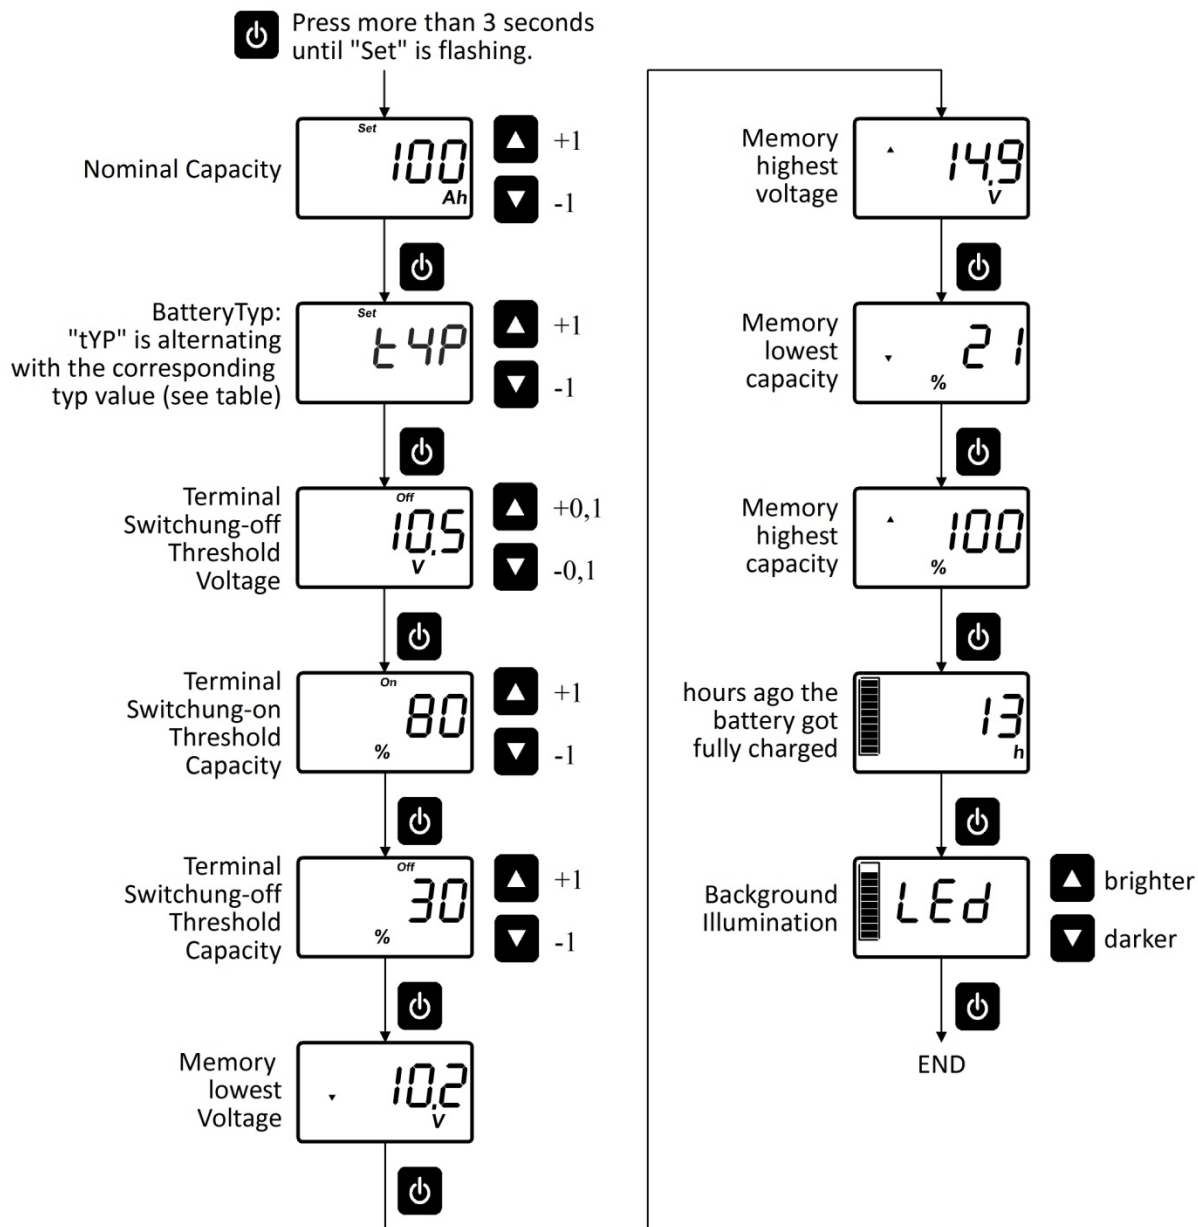 Press more than 3 seconds
until "Set" is flashing.
Nominal Capacity
Set
100
Ah
+1
-1
BatteryTyp:
"tYP" is alternating
with the corresponding
typ value (see table)
Set
tYP
+1
-1
Terminal
Switchung-off
Threshold
Voltage
Off
10.5
V
+0,1
-0,1
Terminal
Switchung-on
Threshold
Capacity
On
80
%
+1
-1
Terminal
Switchung-off
Threshold
Capacity
Off
30
%
+1
-1
Memory
lowest
Voltage
10.2
V
Memory
highest
voltage
14.9
V
Memory
lowest
capacity
21
%
Memory
highest
capacity
100
%
hours ago the
battery got
fully charged
13
h
Background
Illumination
LEd
brighter
darker
END